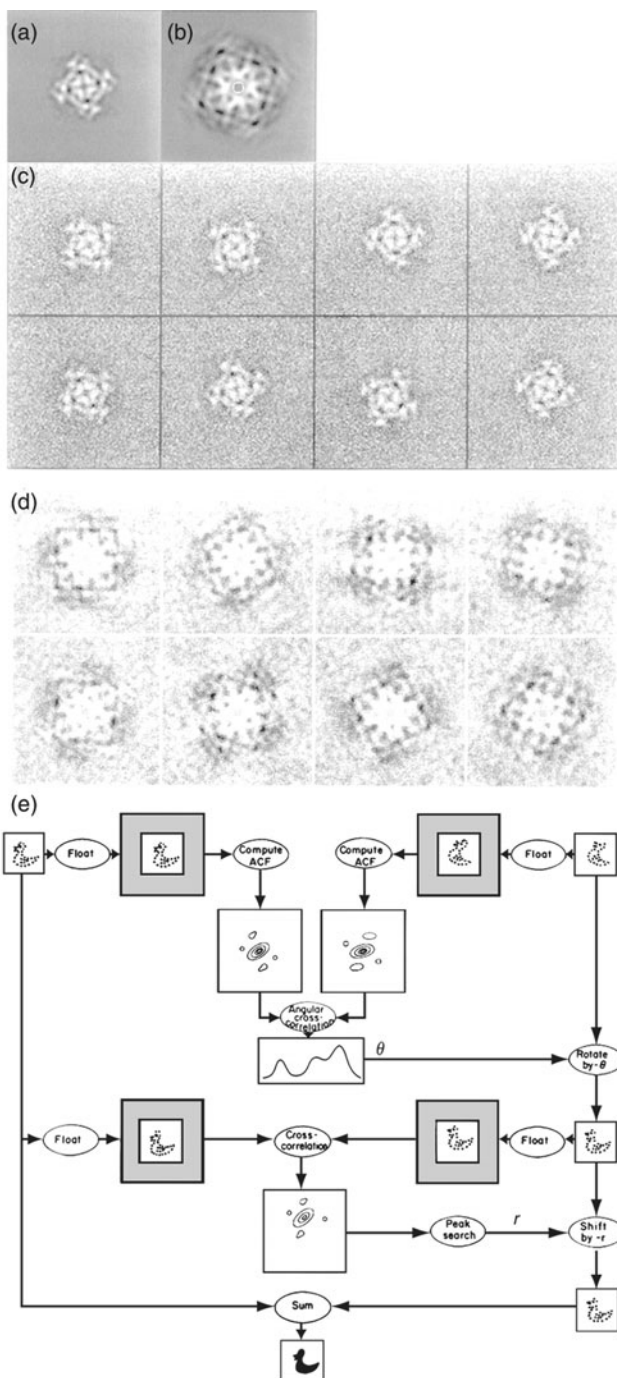 (a)
(b)
(c)
(d)
(e)
Float
Compute ACF
Compute ACF
Float
Angular cross-correlation
θ
Rotate by-θ
Float
Cross-correlation
Float
Peak search
r
Shift by -r
Sum